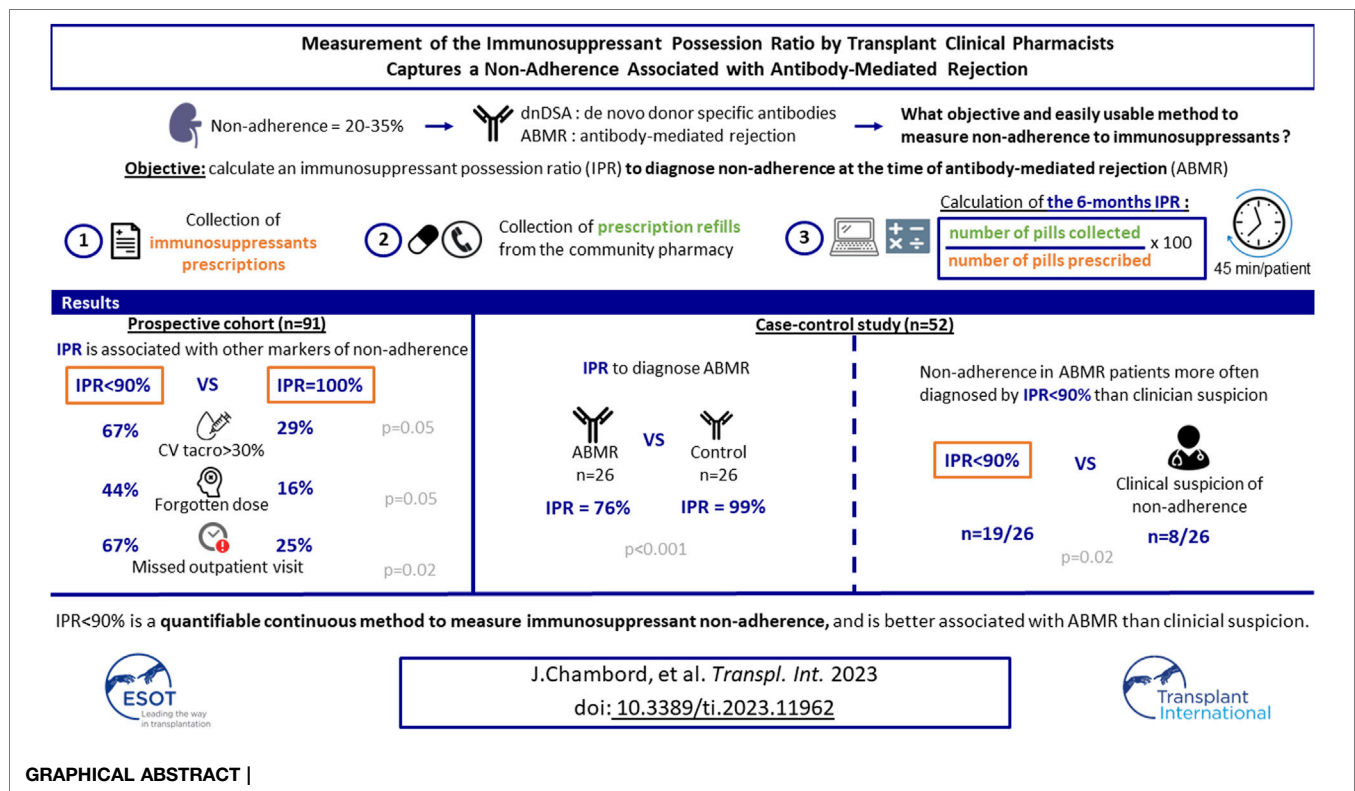 Measurement of the Immunosuppressant Possession Ratio by Transplant Clinical Pharmacists
Captures a Non-Adherence Associated with Antibody-Mediated Rejection
Non-adherence = 20-35%
dnDSA : de novo donor specific antibodies
ABMR : antibody-mediated rejection
What objective and easily usable method to
measure non-adherence to immunosuppressants ?
Objective: calculate an immunosuppressant possession ratio (IPR) to diagnose non-adherence at the time of antibody-mediated rejection (ABMR)
1
Collection of
immunosuppressants
prescriptions
2
Collection of prescription refills
from the community pharmacy
3
Calculation of the 6-months IPR :
number of pills collected
number of pills prescribed
x 100
45 min/patient
Results
Prospective cohort (n=91)
IPR is associated with other markers of non-adherence
IPR<90% VS IPR=100%
67% 29% p=0.05
CV tacro>30%
44% 16% p=0.05
Forgotten dose
67% 25% p=0.02
Missed outpatient visit
Case-control study (n=52)
IPR to diagnose ABMR
VS
ABMR Control
n=26 n=26
IPR = 76% IPR = 99%
p<0.001
Non-adherence in ABMR patients more often
diagnosed by IPR<90% than clinician suspicion
IPR<90% VS
Clinical suspicion of
non-adherence
n=19/26 n=8/26
p=0.02
IPR<90% is a quantifiable continuous method to measure immunosuppressant non-adherence, and is better associated with ABMR than clinicial suspicion.
ESOT
Leading the way
in transplantation
J.Chambord, et al. Transpl. Int. 2023
doi: 10.3389/ti.2023.11962
Transplant
International
GRAPHICAL ABSTRACT |